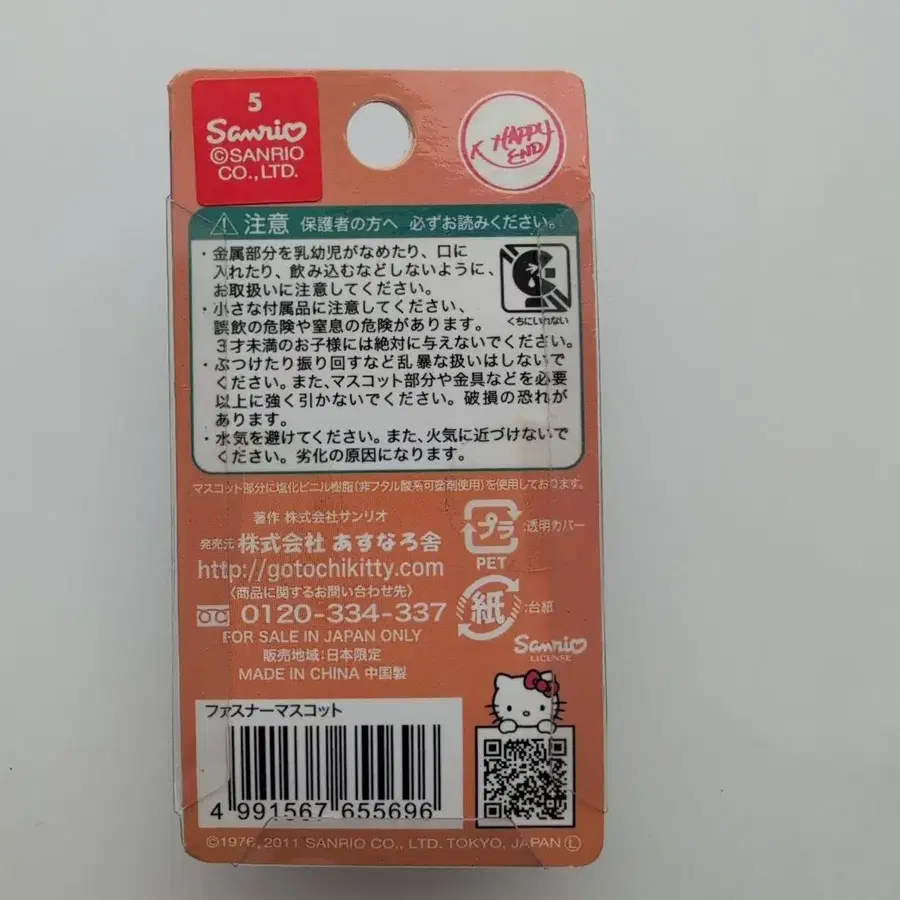 5
Sanrio
©SANRIO
CO.,LTD.
K HAPPY
END
注意 保護者の方へ 必ずお読みください。
・金属部分を乳幼児がなめたり、口に
入れたり、飲み込むなどしないように、
お取扱いに注意してください。
・小さな付属品に注意してください、
誤飲の危険や窒息の危険があります。
3才未満のお子様には絶対に与えないでください。
くちにいれない
・ぶつけたり振り回すなど乱暴な扱いはしないで
ください。また、マスコット部分や金具などを必要
以上に強く引かないでください。破損の恐れが
あります。
・水気を避けてください。また、火気に近づけないで
ください。劣化の原因になります。
マスコット部分に塩化ビニル樹脂(非フタル酸系可塑剤使用)を使用しております。
著作 株式会社サンリオ
発売元 株式会社 あすなろ舎
http://gotochikitty.com
〈商品に関するお問い合わせ先〉
0120-334-337
FOR SALE IN JAPAN ONLY
販売地域:日本限定
MADE IN CHINA 中国製
プラ :透明カバー
PET
紙 :台紙
Sanrio
LICENSE
ファスナーマスコット
4 991567 655696
©1976, 2011 SANRIO CO., LTD. TOKYO, JAPAN Ⓛ